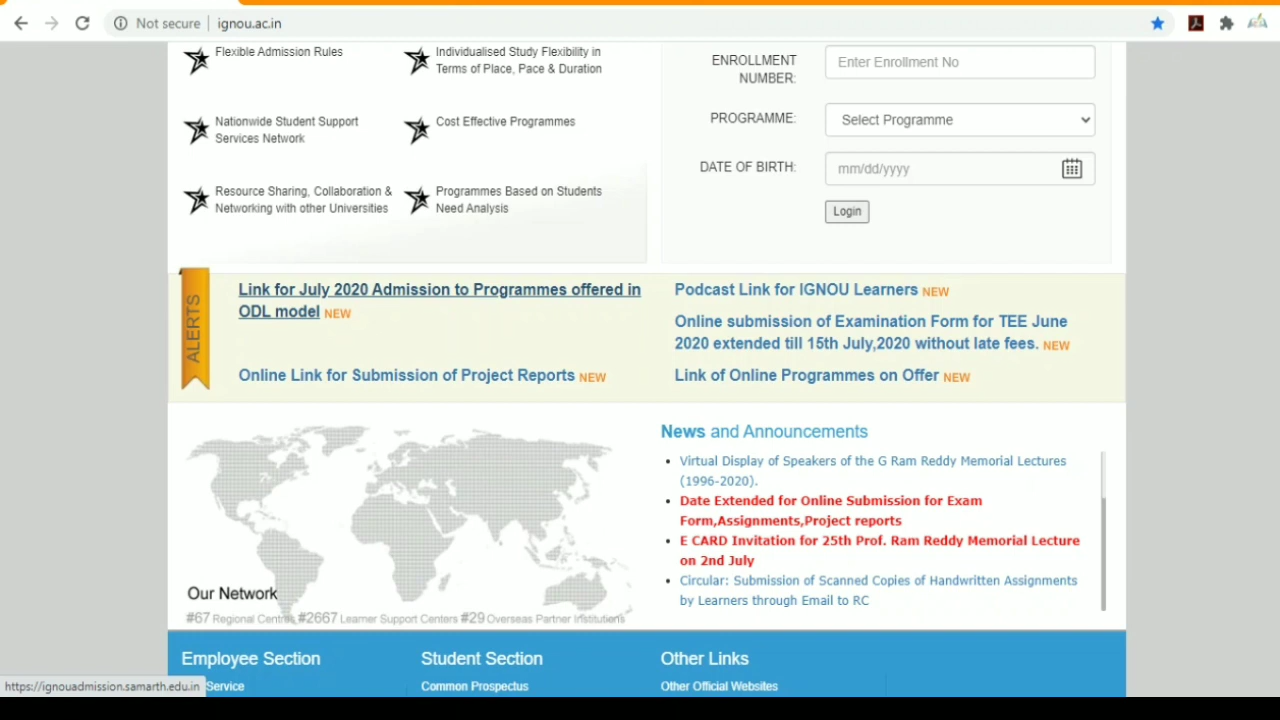 Not secure | ignou.ac.in
Flexible Admission Rules
Individualised Study Flexibility in
Terms of Place, Pace & Duration
Nationwide Student Support
Services Network
Cost Effective Programmes
Resource Sharing, Collaboration &
Networking with other Universities
Programmes Based on Students
Need Analysis
ENROLLMENT
NUMBER:
Enter Enrollment No
PROGRAMME:
Select Programme
DATE OF BIRTH:
mm/dd/yyyy
Login
ALERTS
Link for July 2020 Admission to Programmes offered in
ODL model NEW
Online Link for Submission of Project Reports NEW
Podcast Link for IGNOU Learners NEW
Online submission of Examination Form for TEE June
2020 extended till 15th July,2020 without late fees. NEW
Link of Online Programmes on Offer NEW
Our Network
#67 Regional Centres #2667 Learner Support Centers #29 Overseas Partner Institutions
News and Announcements
Virtual Display of Speakers of the G Ram Reddy Memorial Lectures
(1996-2020).
Date Extended for Online Submission for Exam
Form,Assignments,Project reports
E CARD Invitation for 25th Prof. Ram Reddy Memorial Lecture
on 2nd July
Circular: Submission of Scanned Copies of Handwritten Assignments
by Learners through Email to RC
Employee Section
Service
Student Section
Common Prospectus
Other Links
Other Official Websites
https://ignouadmission.samarth.edu.in